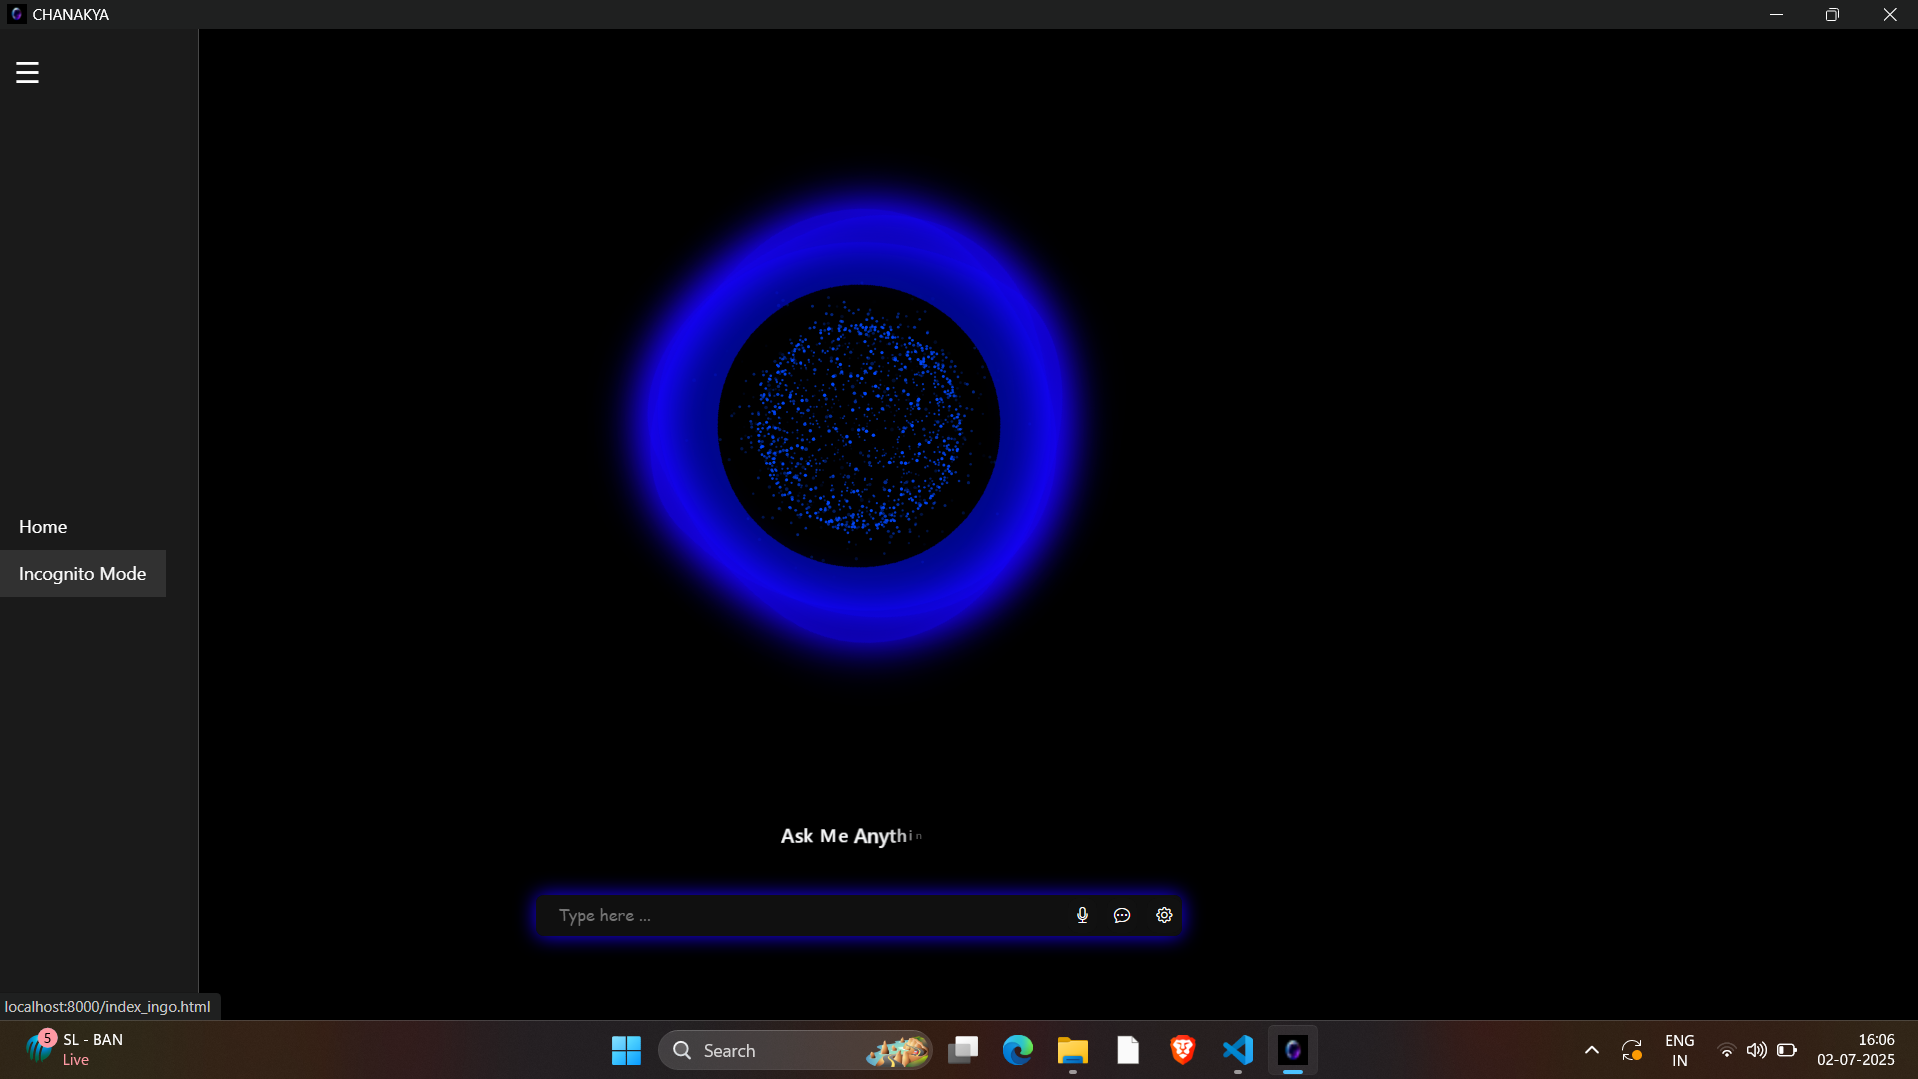 CHANAKYA
Home
Incognito Mode
Ask Me Anythin
Type here ...
localhost:8000/index_ingo.html
5
SL - BAN
Live
Search
ENG
IN
16:06
02-07-2025